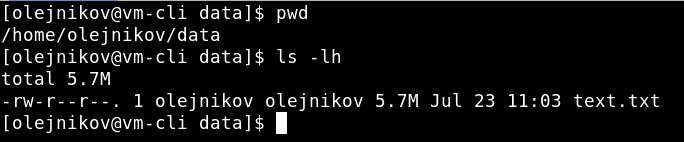 [olejnikov@vm-cli data]$ pwd
/home/olejnikov/data
[olejnikov@vm-cli data]$ ls -lh
total 5.7M
-rw-r--r--. 1 olejnikov olejnikov 5.7M Jul 23 11:03 text.txt
[olejnikov@vm-cli data]$